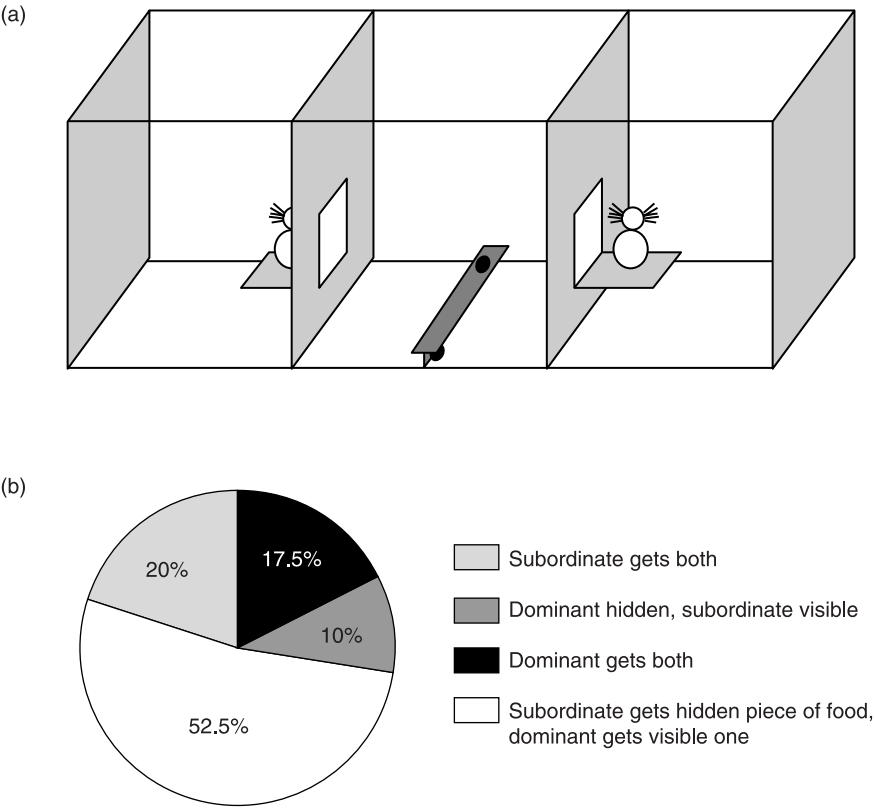 (a)
(b)
17.5%
20%
10%
52.5%
Subordinate gets both
Dominant hidden, subordinate visible
Dominant gets both
Subordinate gets hidden piece of food,
dominant gets visible one